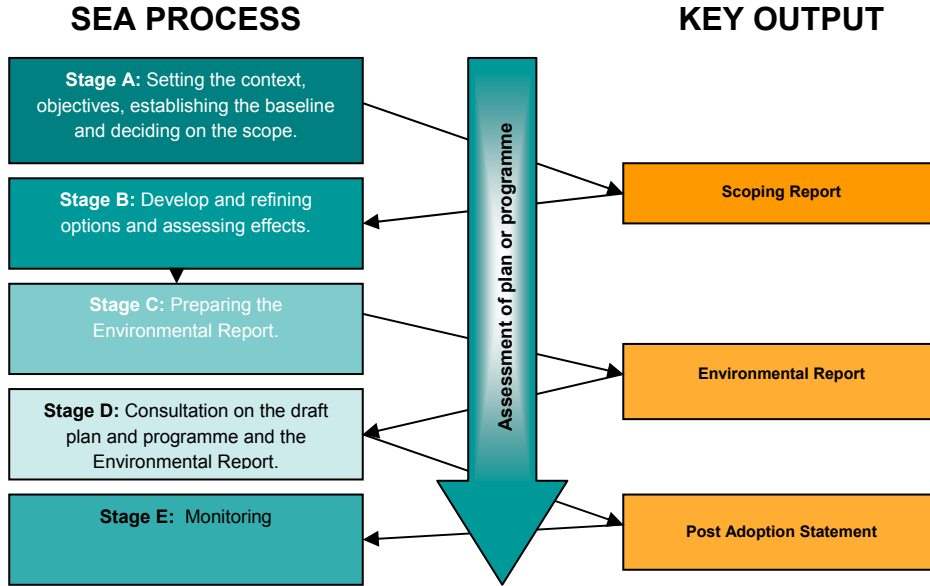 SEA PROCESS
KEY OUTPUT
Stage A: Setting the context,
objectives, establishing the baseline
and deciding on the scope.
Stage B: Develop and refining
options and assessing effects.
Stage C: Preparing the
Environmental Report.
Stage D: Consultation on the draft
plan and programme and the
Environmental Report.
Stage E: Monitoring
Assessment of plan or programme
Scoping Report
Environmental Report
Post Adoption Statement